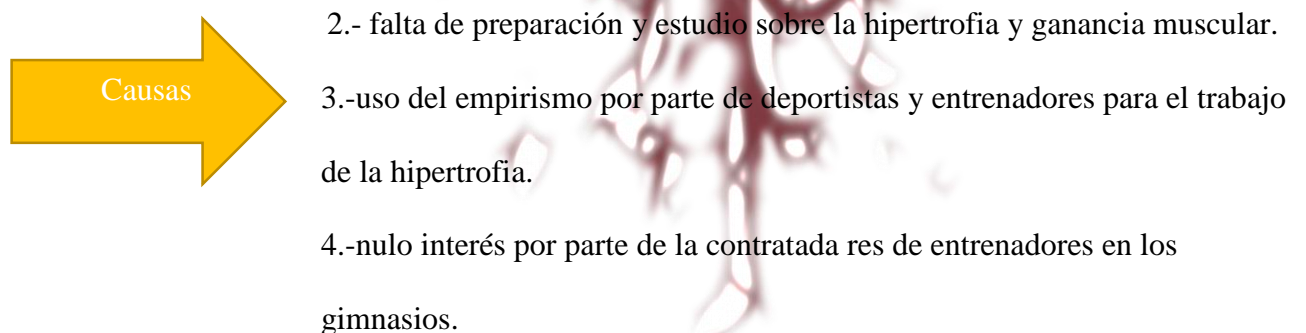 2.- falta de preparación y estudio sobre la hipertrofia y ganancia muscular.
Causas
3.-uso del empirismo por parte de deportistas y entrenadores para el trabajo
de la hipertrofia.
4.-nulo interés por parte de la contratada res de entrenadores en los
gimnasios.